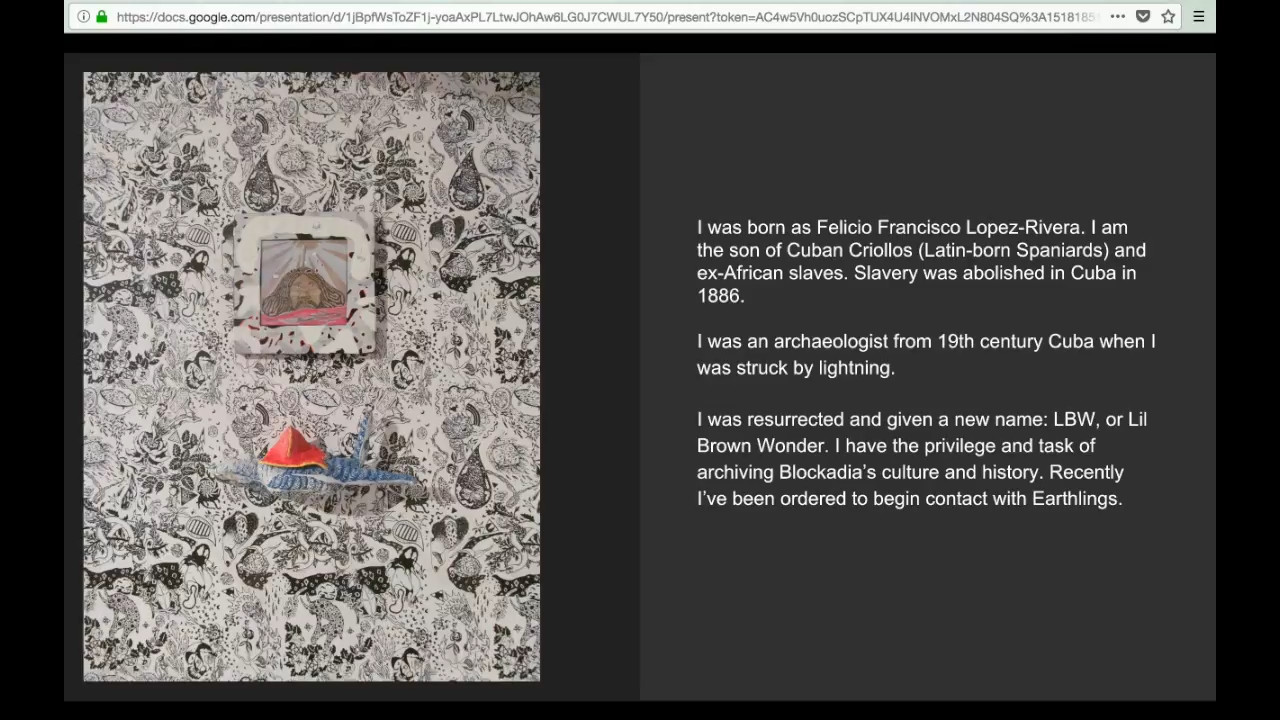 https://docs.google.com/presentation/d/1jBpfWsToZF1j-yoaAxPL7LtwJOhAw6LG0J7CWUL7Y50/present?token=AC4w5Vh0uozSCpTUX4U4INVOMxL2N804SQ%3A15181851
I was born as Felicio Francisco Lopez-Rivera. I am
the son of Cuban Criollos (Latin-born Spaniards) and
ex-African slaves. Slavery was abolished in Cuba in
1886.
I was an archaeologist from 19th century Cuba when I
was struck by lightning.
I was resurrected and given a new name: LBW, or Lil
Brown Wonder. I have the privilege and task of
archiving Blockadia’s culture and history. Recently
I’ve been ordered to begin contact with Earthlings.